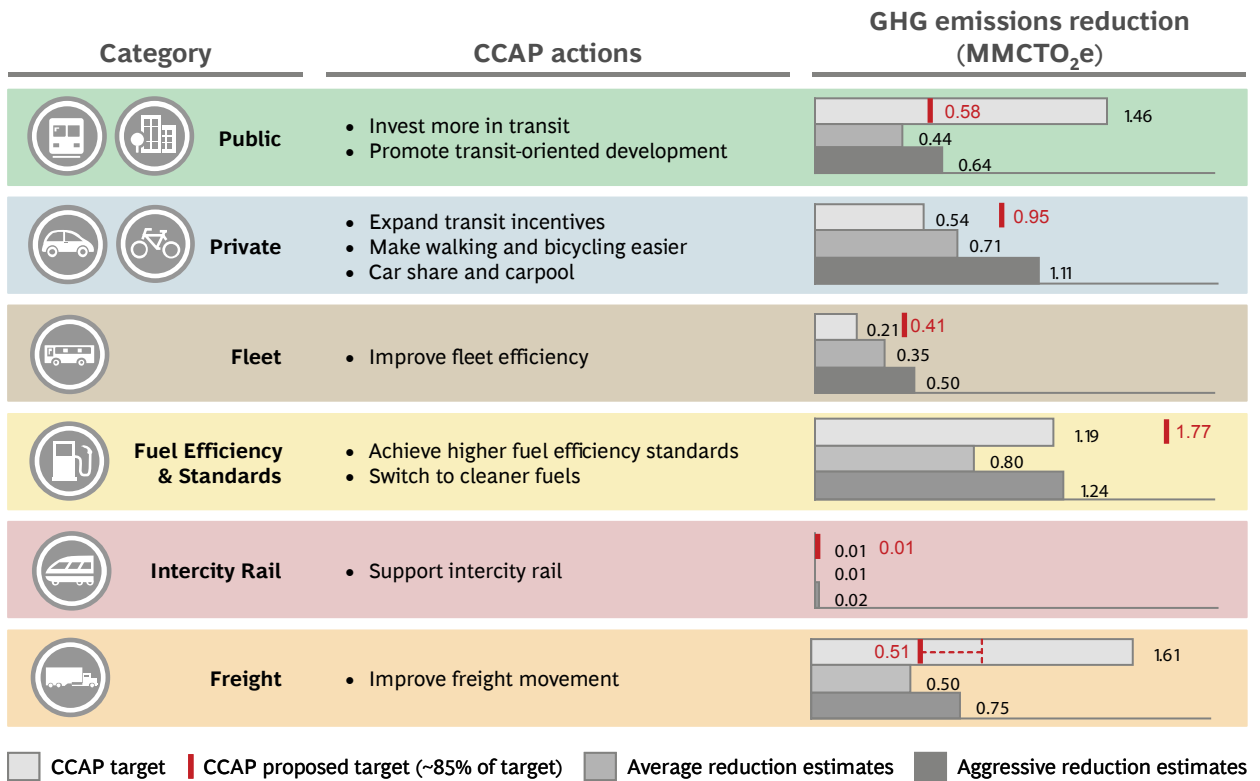 Category
CCAP actions
GHG emissions reduction
(MMCTO₂e)
Public
• Invest more in transit
• Promote transit-oriented development
0.58
1.46
0.44
0.64
Private
• Expand transit incentives
• Make walking and bicycling easier
• Car share and carpool
0.54
0.95
0.71
1.11
Fleet
• Improve fleet efficiency
0.21
0.41
0.35
0.50
Fuel Efficiency
& Standards
• Achieve higher fuel efficiency standards
• Switch to cleaner fuels
1.19
1.77
0.80
1.24
Intercity Rail
• Support intercity rail
0.01
0.01
0.01
0.02
Freight
• Improve freight movement
0.51
1.61
0.50
0.75
CCAP target
CCAP proposed target (~85% of target)
Average reduction estimates
Aggressive reduction estimates